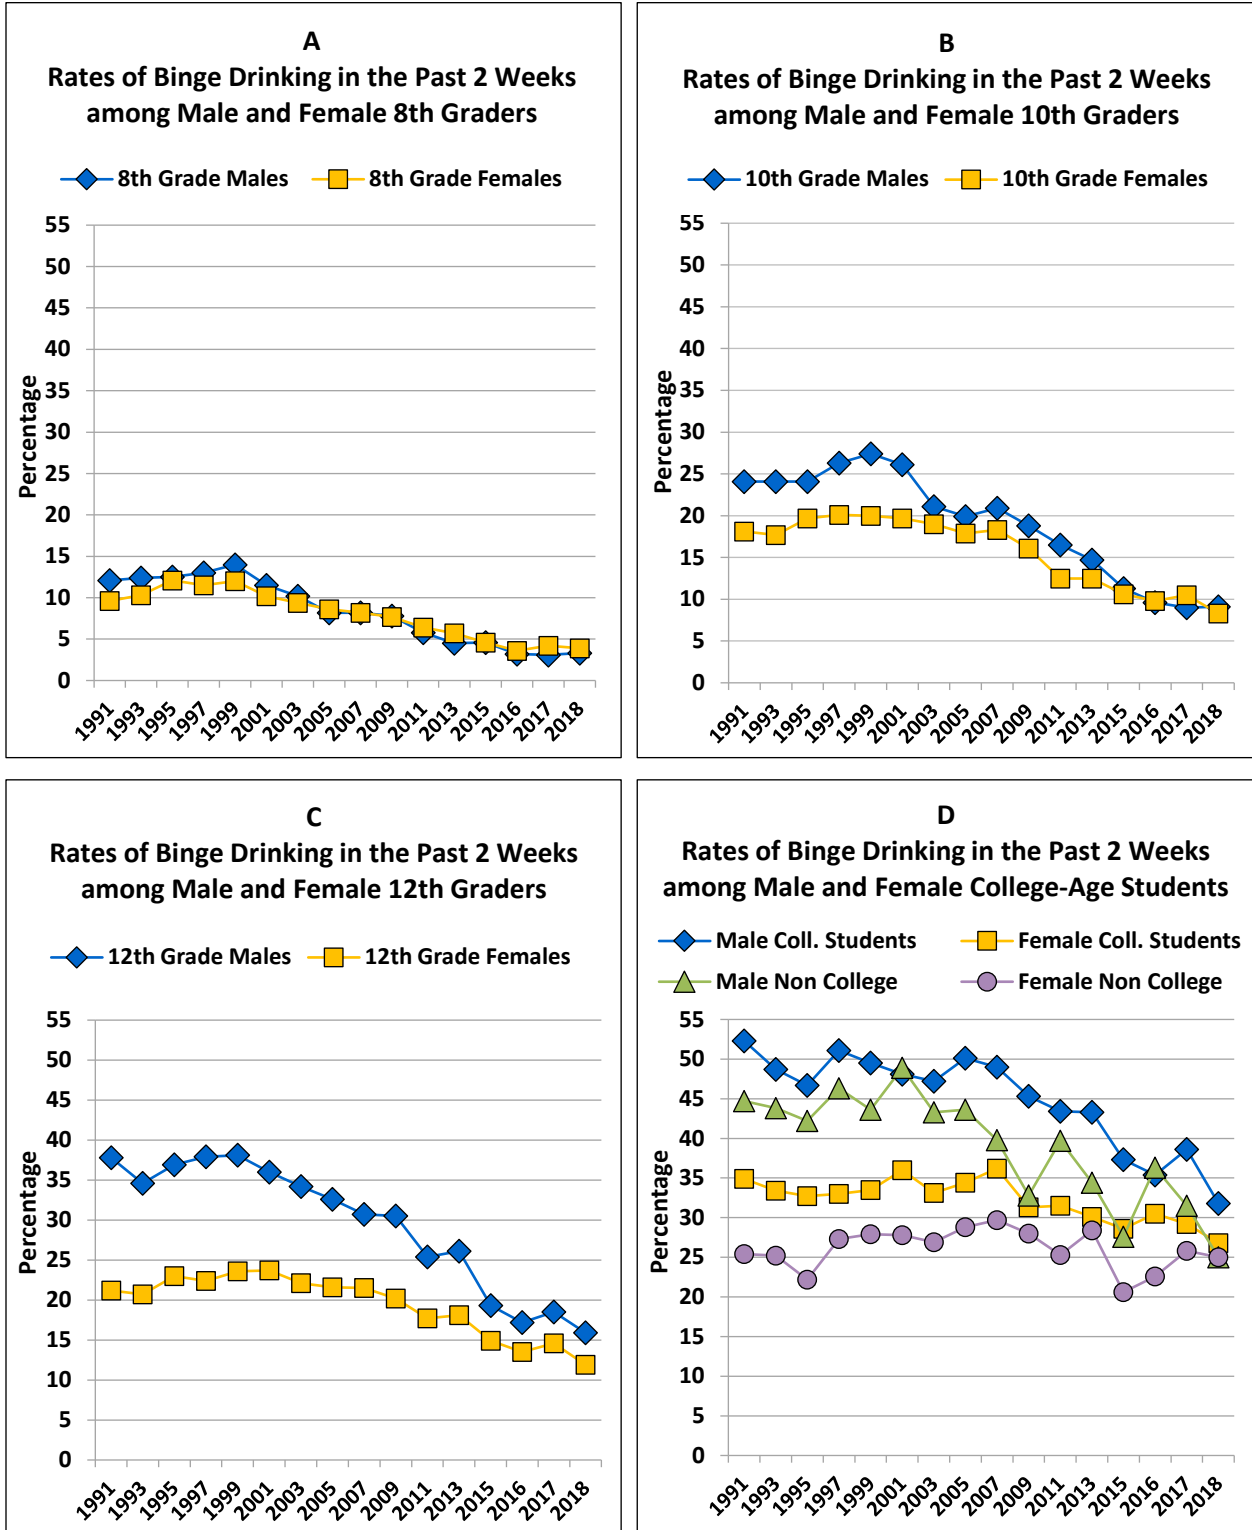 A
Rates of Binge Drinking in the Past 2 Weeks
among Male and Female 8th Graders
8th Grade Males 8th Grade Females
55
50
45
40
35
30
25
20
15
10
5
0
Percentage
1991 1993 1995 1997 1999 2001 2003 2005 2007 2009 2011 2013 2015 2016 2017 2018
B
Rates of Binge Drinking in the Past 2 Weeks
among Male and Female 10th Graders
10th Grade Males 10th Grade Females
55
50
45
40
35
30
25
20
15
10
5
0
Percentage
1991 1993 1995 1997 1999 2001 2003 2005 2007 2009 2011 2013 2015 2016 2017 2018
C
Rates of Binge Drinking in the Past 2 Weeks
among Male and Female 12th Graders
12th Grade Males 12th Grade Females
55
50
45
40
35
30
25
20
15
10
5
0
Percentage
1991 1993 1995 1997 1999 2001 2003 2005 2007 2009 2011 2013 2015 2016 2017 2018
D
Rates of Binge Drinking in the Past 2 Weeks
among Male and Female College-Age Students
Male Coll. Students Female Coll. Students
Male Non College Female Non College
55
50
45
40
35
30
25
20
15
10
5
0
Percentage
1991 1993 1995 1997 1999 2001 2003 2005 2007 2009 2011 2013 2015 2016 2017 2018